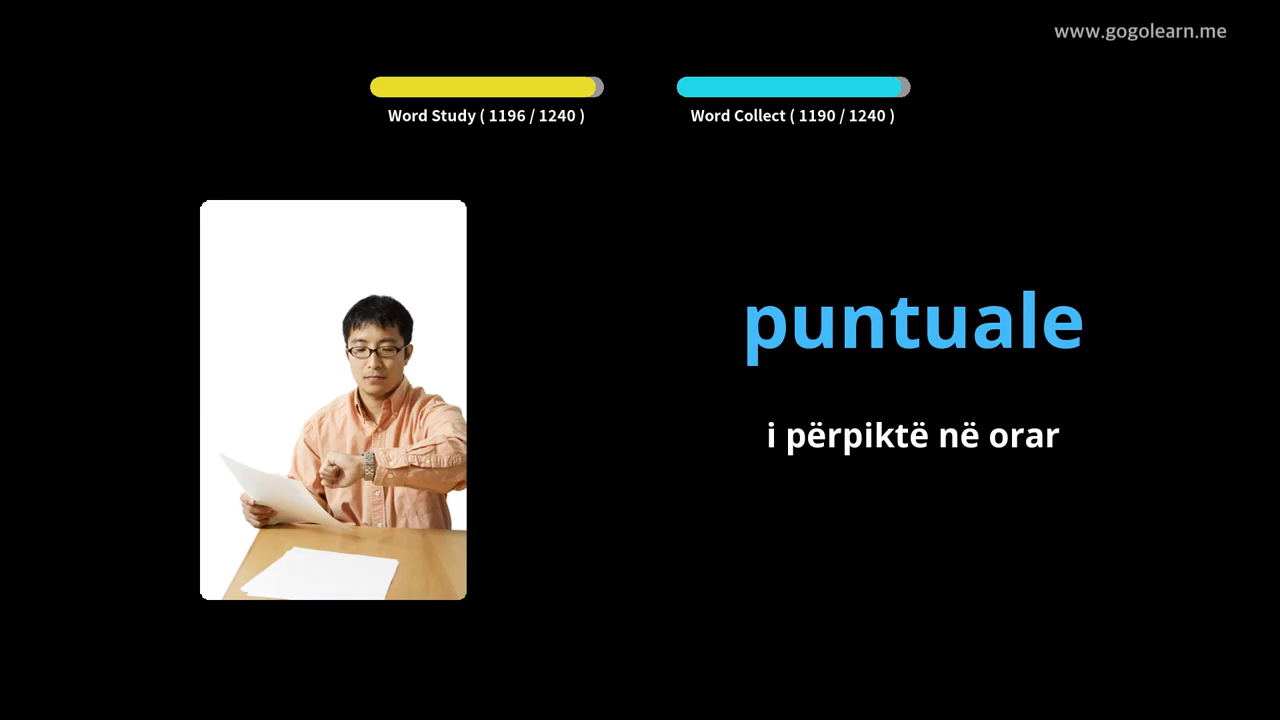 www.gogolearn.me
Word Study ( 1196 / 1240 )
Word Collect ( 1190 / 1240 )
puntuale
i përpiktë në orar